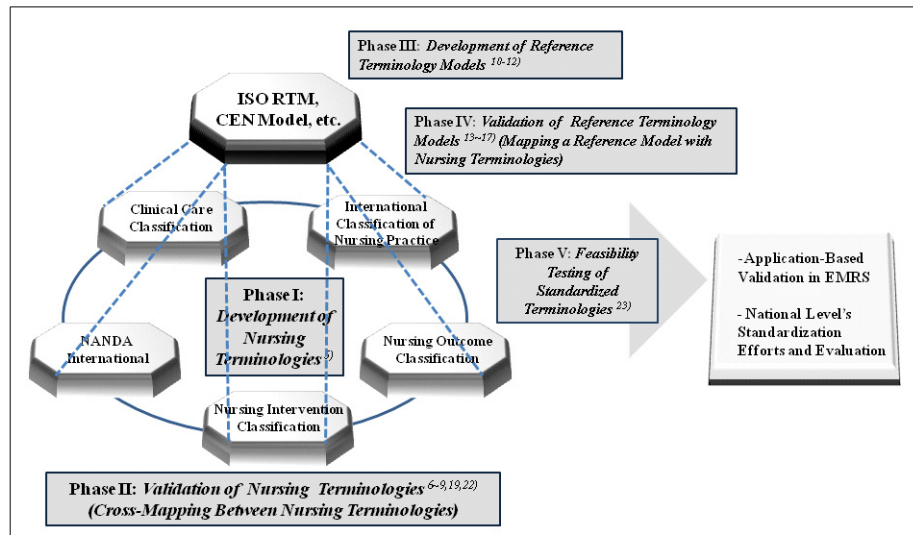 Phase III: Development of Reference
Terminology Models 10-12)
ISO RTM,
CEN Model, etc.
Phase IV: Validation of Reference Terminology
Models 13~17) (Mapping a Reference Model with
Nursing Terminologies)
Clinical Care
Classification
International
Classification of
Nursing Practice
Phase V: Feasibility
Testing of
Standardized
Terminologies 23)
-Application-Based
Validation in EMRS
- National Level's
Standardization
Efforts and Evaluation
Phase I:
Development of
Nursing
Terminologies 5)
NANDA
International
Nursing Outcome
Classification
Nursing Intervention
Classification
Phase II: Validation of Nursing Terminologies 6~9,19,22)
(Cross-Mapping Between Nursing Terminologies)